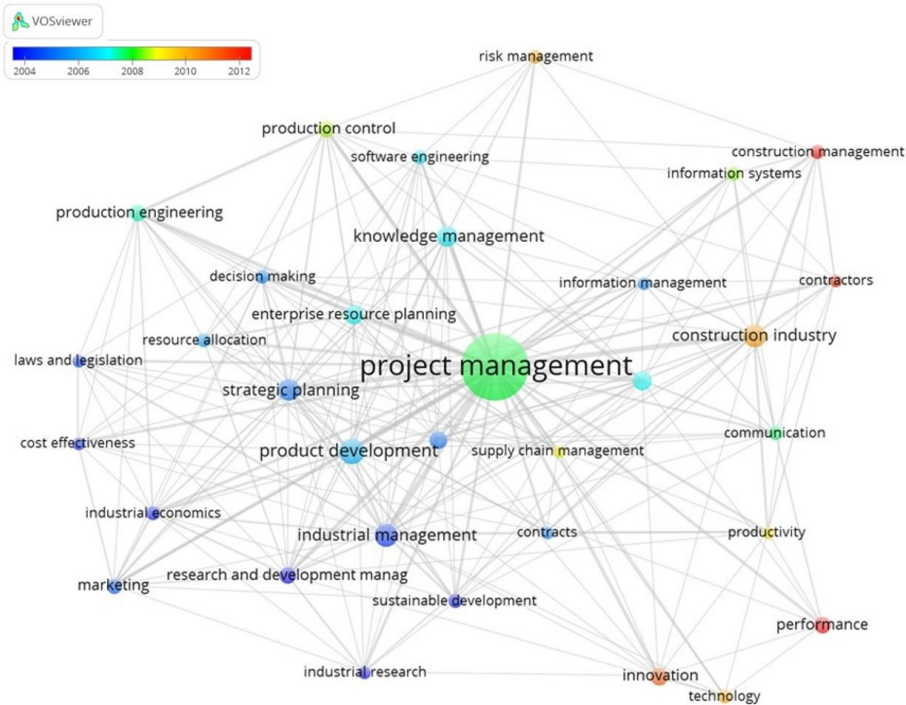 VOSviewer
2004 2006 2008 2010 2012
risk management
production control
software engineering
construction management
information systems
production engineering
knowledge management
decision making
information management
contractors
enterprise resource planning
resource allocation
construction industry
laws and legislation
project management
strategic planning
communication
cost effectiveness
product development
supply chain management
industrial economics
industrial management
contracts
productivity
research and development manag
marketing
sustainable development
performance
industrial research
innovation
technology